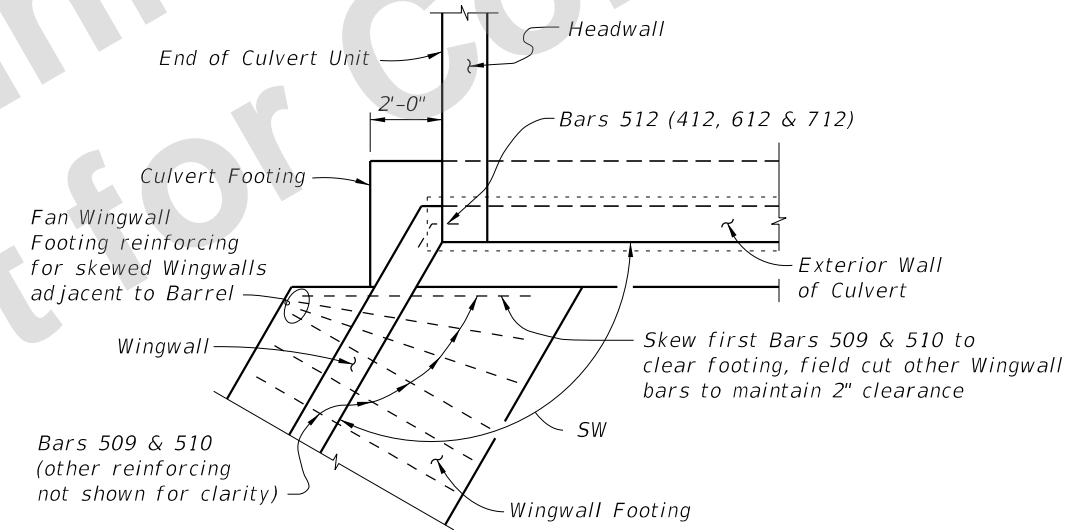 Headwall
End of Culvert Unit
2'-0"
Bars 512 (412, 612 & 712)
Culvert Footing
Fan Wingwall
Footing reinforcing
for skewed Wingwalls
adjacent to Barrel
Exterior Wall
of Culvert
Wingwall
Skew first Bars 509 & 510 to
clear footing, field cut other Wingwall
bars to maintain 2" clearance
SW
Bars 509 & 510
(other reinforcing
not shown for clarity)
Wingwall Footing
for